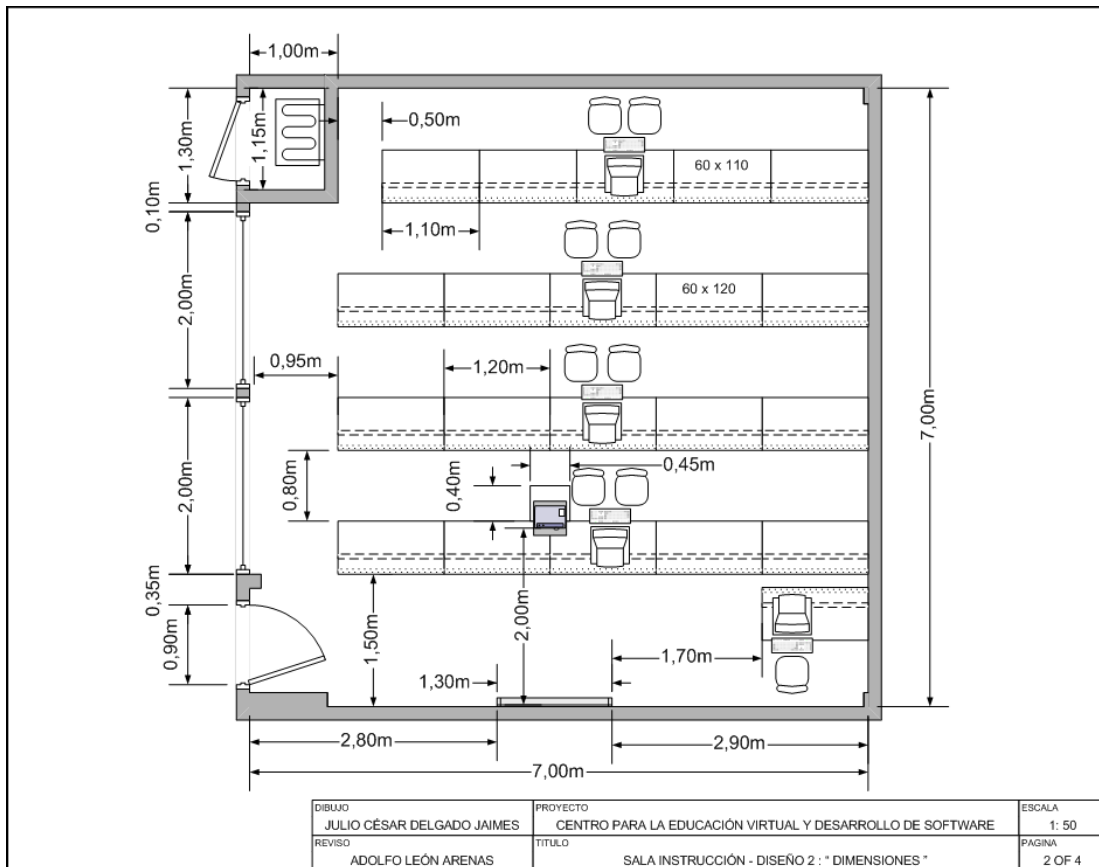 1,00m
1,30m
1,15m
0,50m
60 x 110
0,10m
1,10m
2,00m
60 x 120
0,95m
1,20m
7,00m
2,00m
0,80m
0,40m
0,45m
0,35m
0,90m
1,50m
2,00m
1,70m
1,30m
2,80m
2,90m
7,00m
DIBUJO
JULIO CÉSAR DELGADO JAIMES
PROYECTO
CENTRO PARA LA EDUCACIÓN VIRTUAL Y DESARROLLO DE SOFTWARE
ESCALA
1: 50
REVISO
ADOLFO LEÓN ARENAS
TITULO
SALA INSTRUCCIÓN - DISEÑO 2 : " DIMENSIONES "
PAGINA
2 OF 4